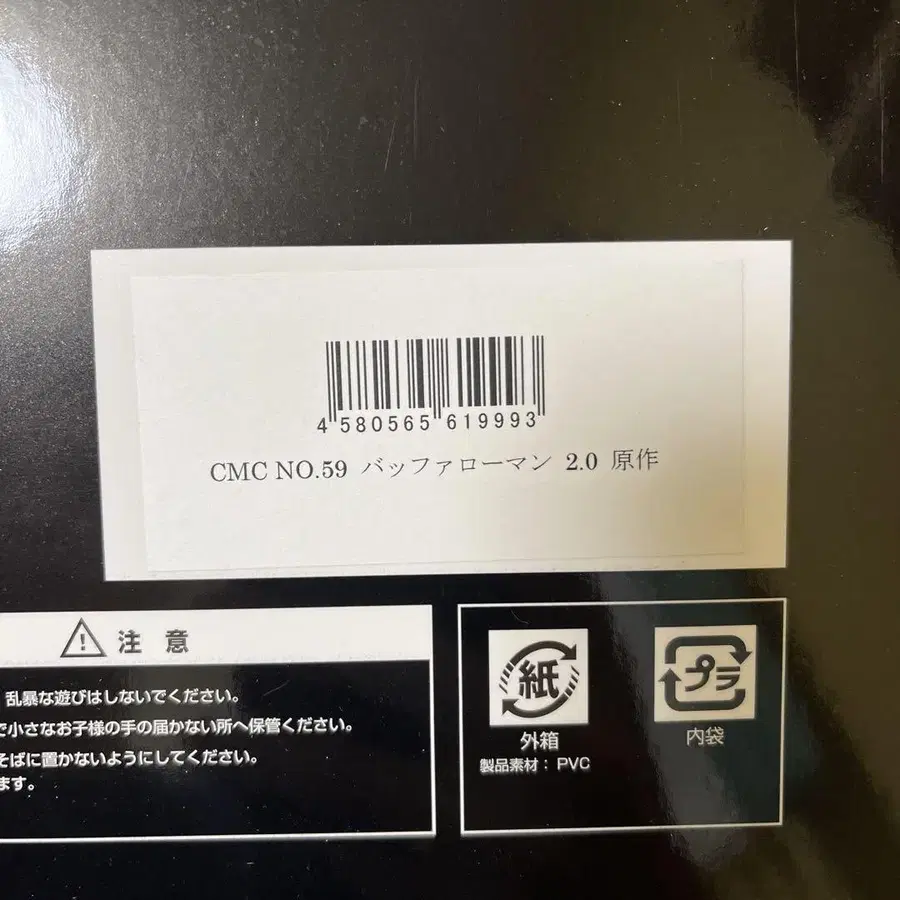 4 580565 619993
CMC NO.59 バッファローマン 2.0 原作
注 意
乱暴な遊びはしないでください。
で小さなお子様の手の届かない所へ保管ください。
そばに置かないようにしてください。
ます。
紙
外箱
製品素材: PVC
プラ
内袋